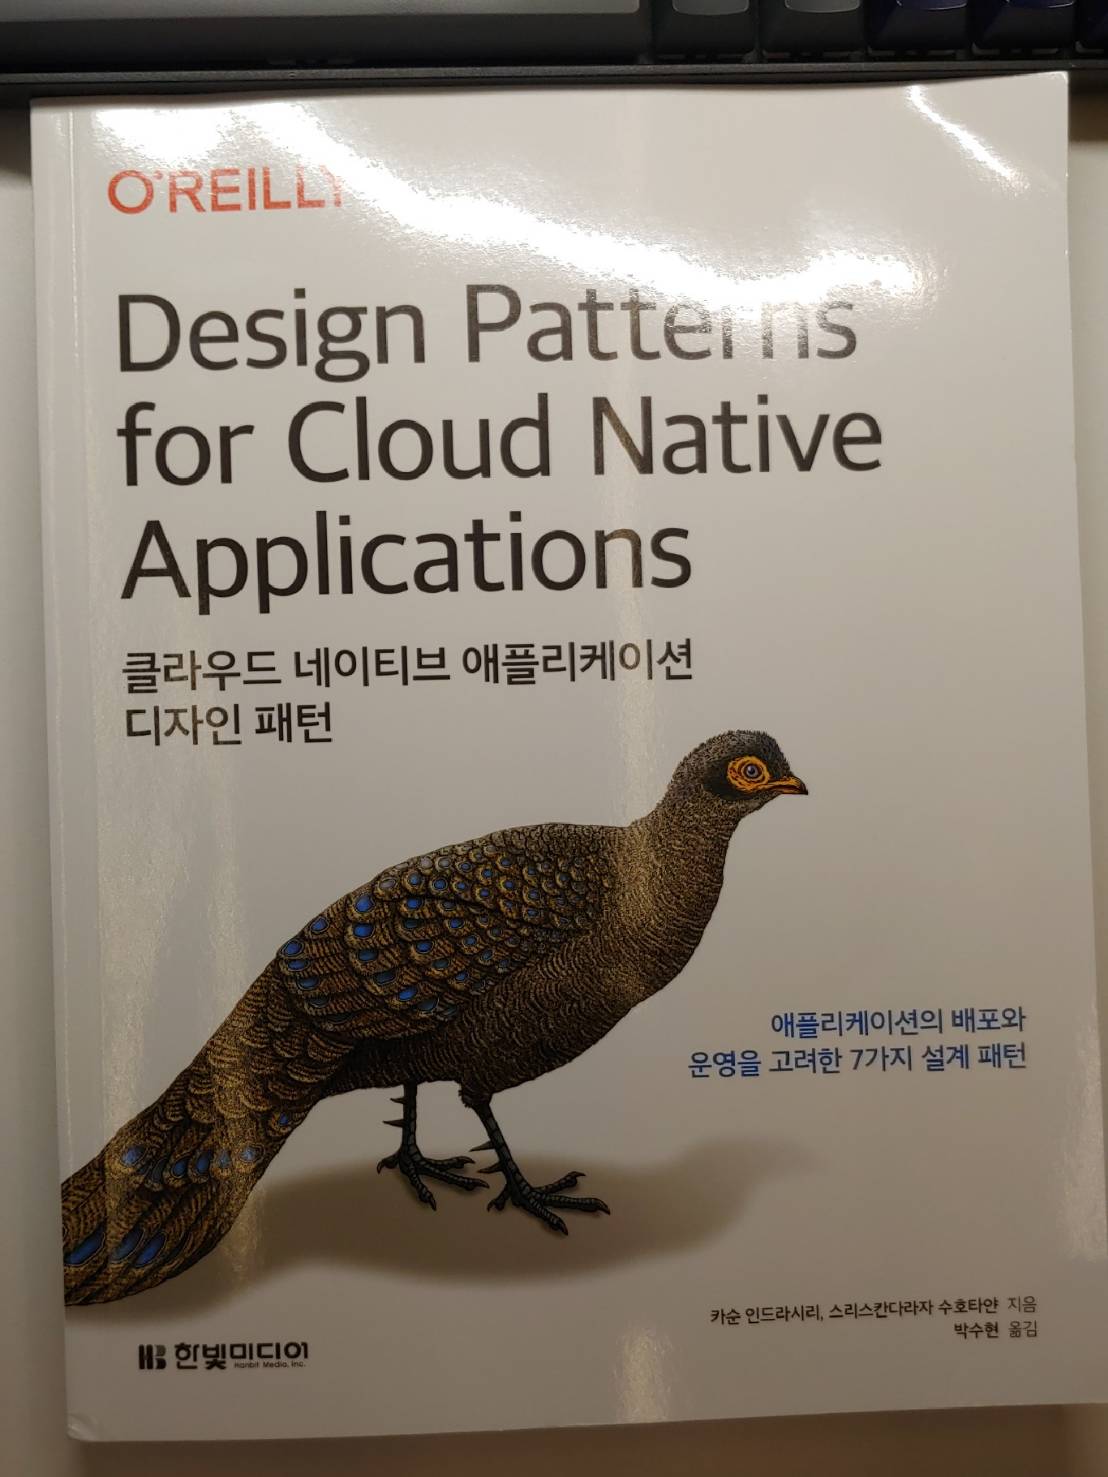 O'REILLY
Design Patterns
for Cloud Native
Applications
클라우드 네이티브 애플리케이션
디자인 패턴
애플리케이션의 배포와
운영을 고려한 7가지 설계 패턴
카순 인드라시리, 스리스칸다라자 수호타얀 지음
박수현 옮김
HB 한빛미디어
Hanbit Media, Inc.